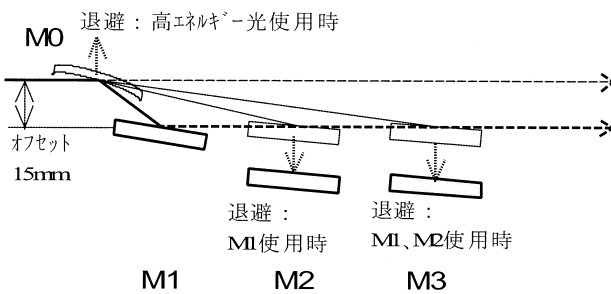 退避：高ｴﾈﾙｷﾞｰ光使用時
M0
オフセット
15mm
退避：
M1使用時
退避：
M1、M2使用時
M1 M2 M3